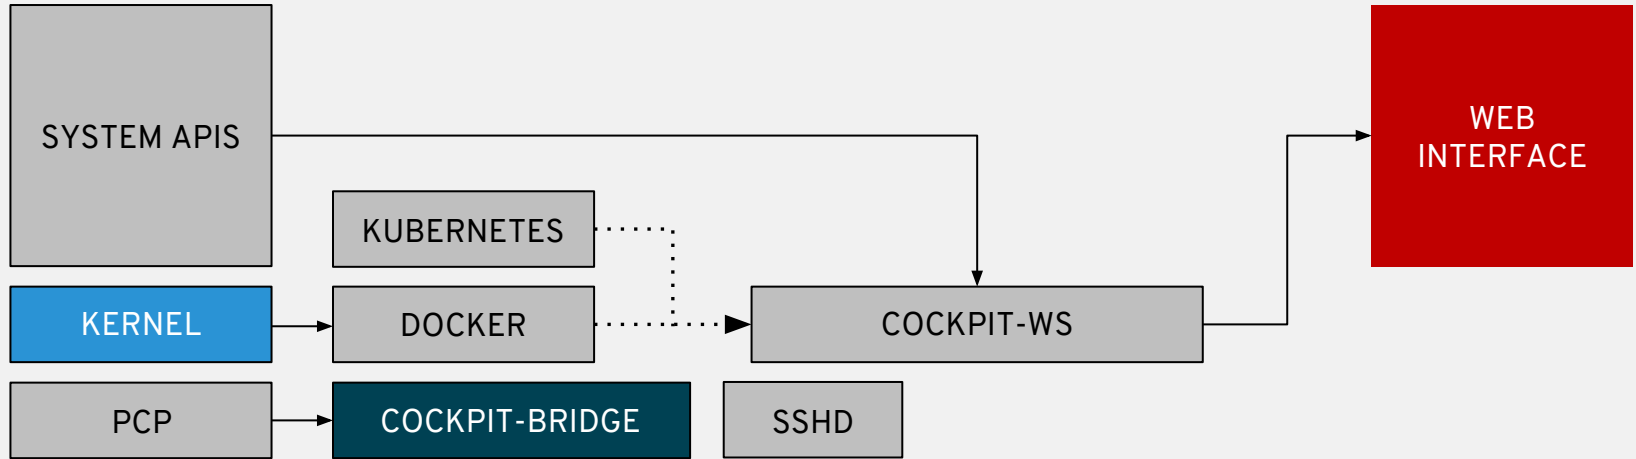 SYSTEM APIS
WEB
INTERFACE
KUBERNETES
KERNEL
DOCKER
COCKPIT-WS
PCP
COCKPIT-BRIDGE
SSHD